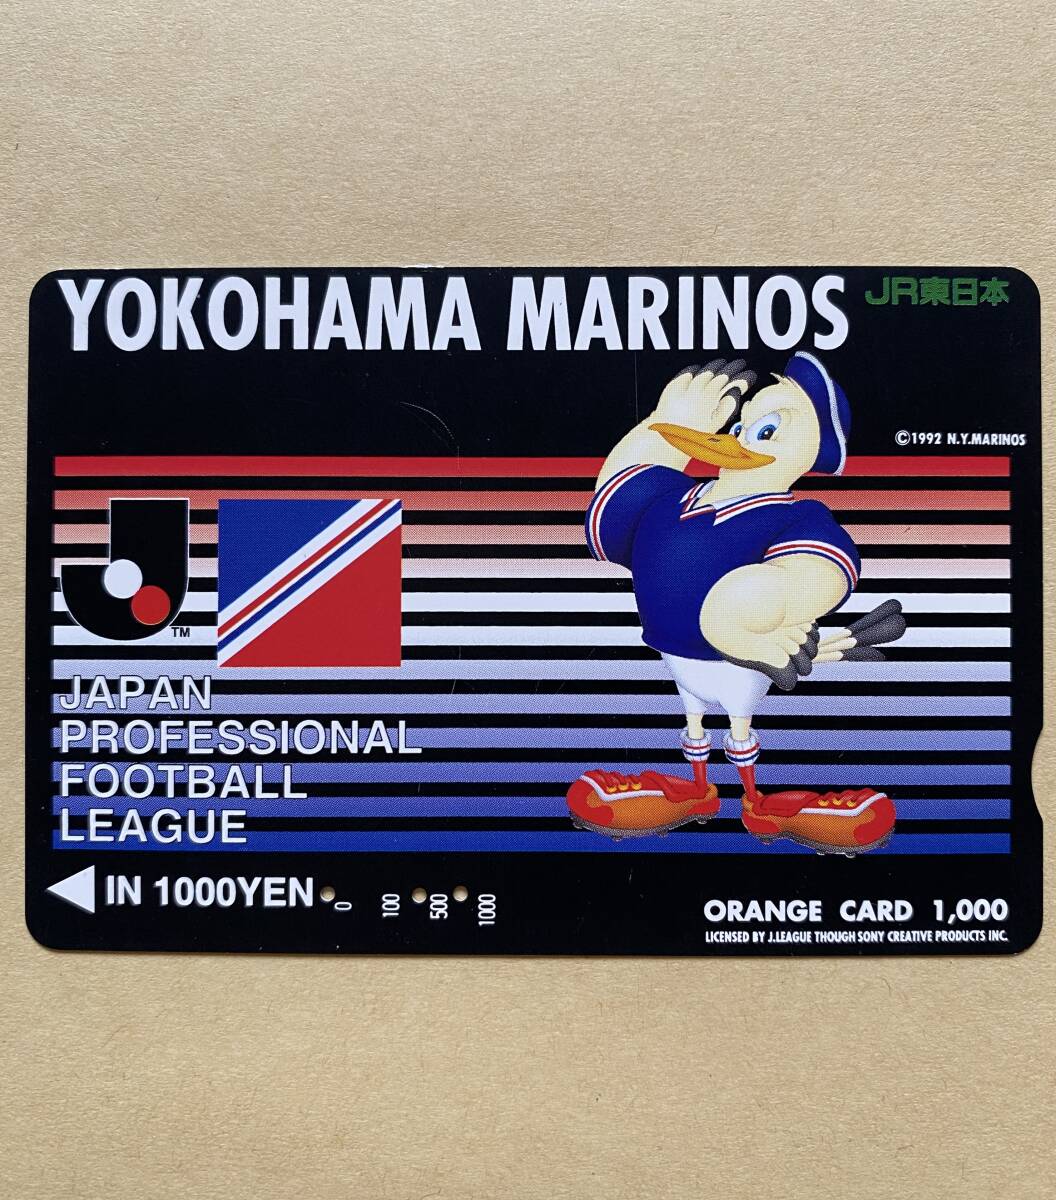 YOKOHAMA MARINOS
JR東日本
©1992 N.Y.MARINOS
J
TM
JAPAN
PROFESSIONAL
FOOTBALL
LEAGUE
IN 1000YEN
0 100 500 1000
ORANGE CARD 1,000
LICENSED BY J.LEAGUE THOUGH SONY CREATIVE PRODUCTS INC.